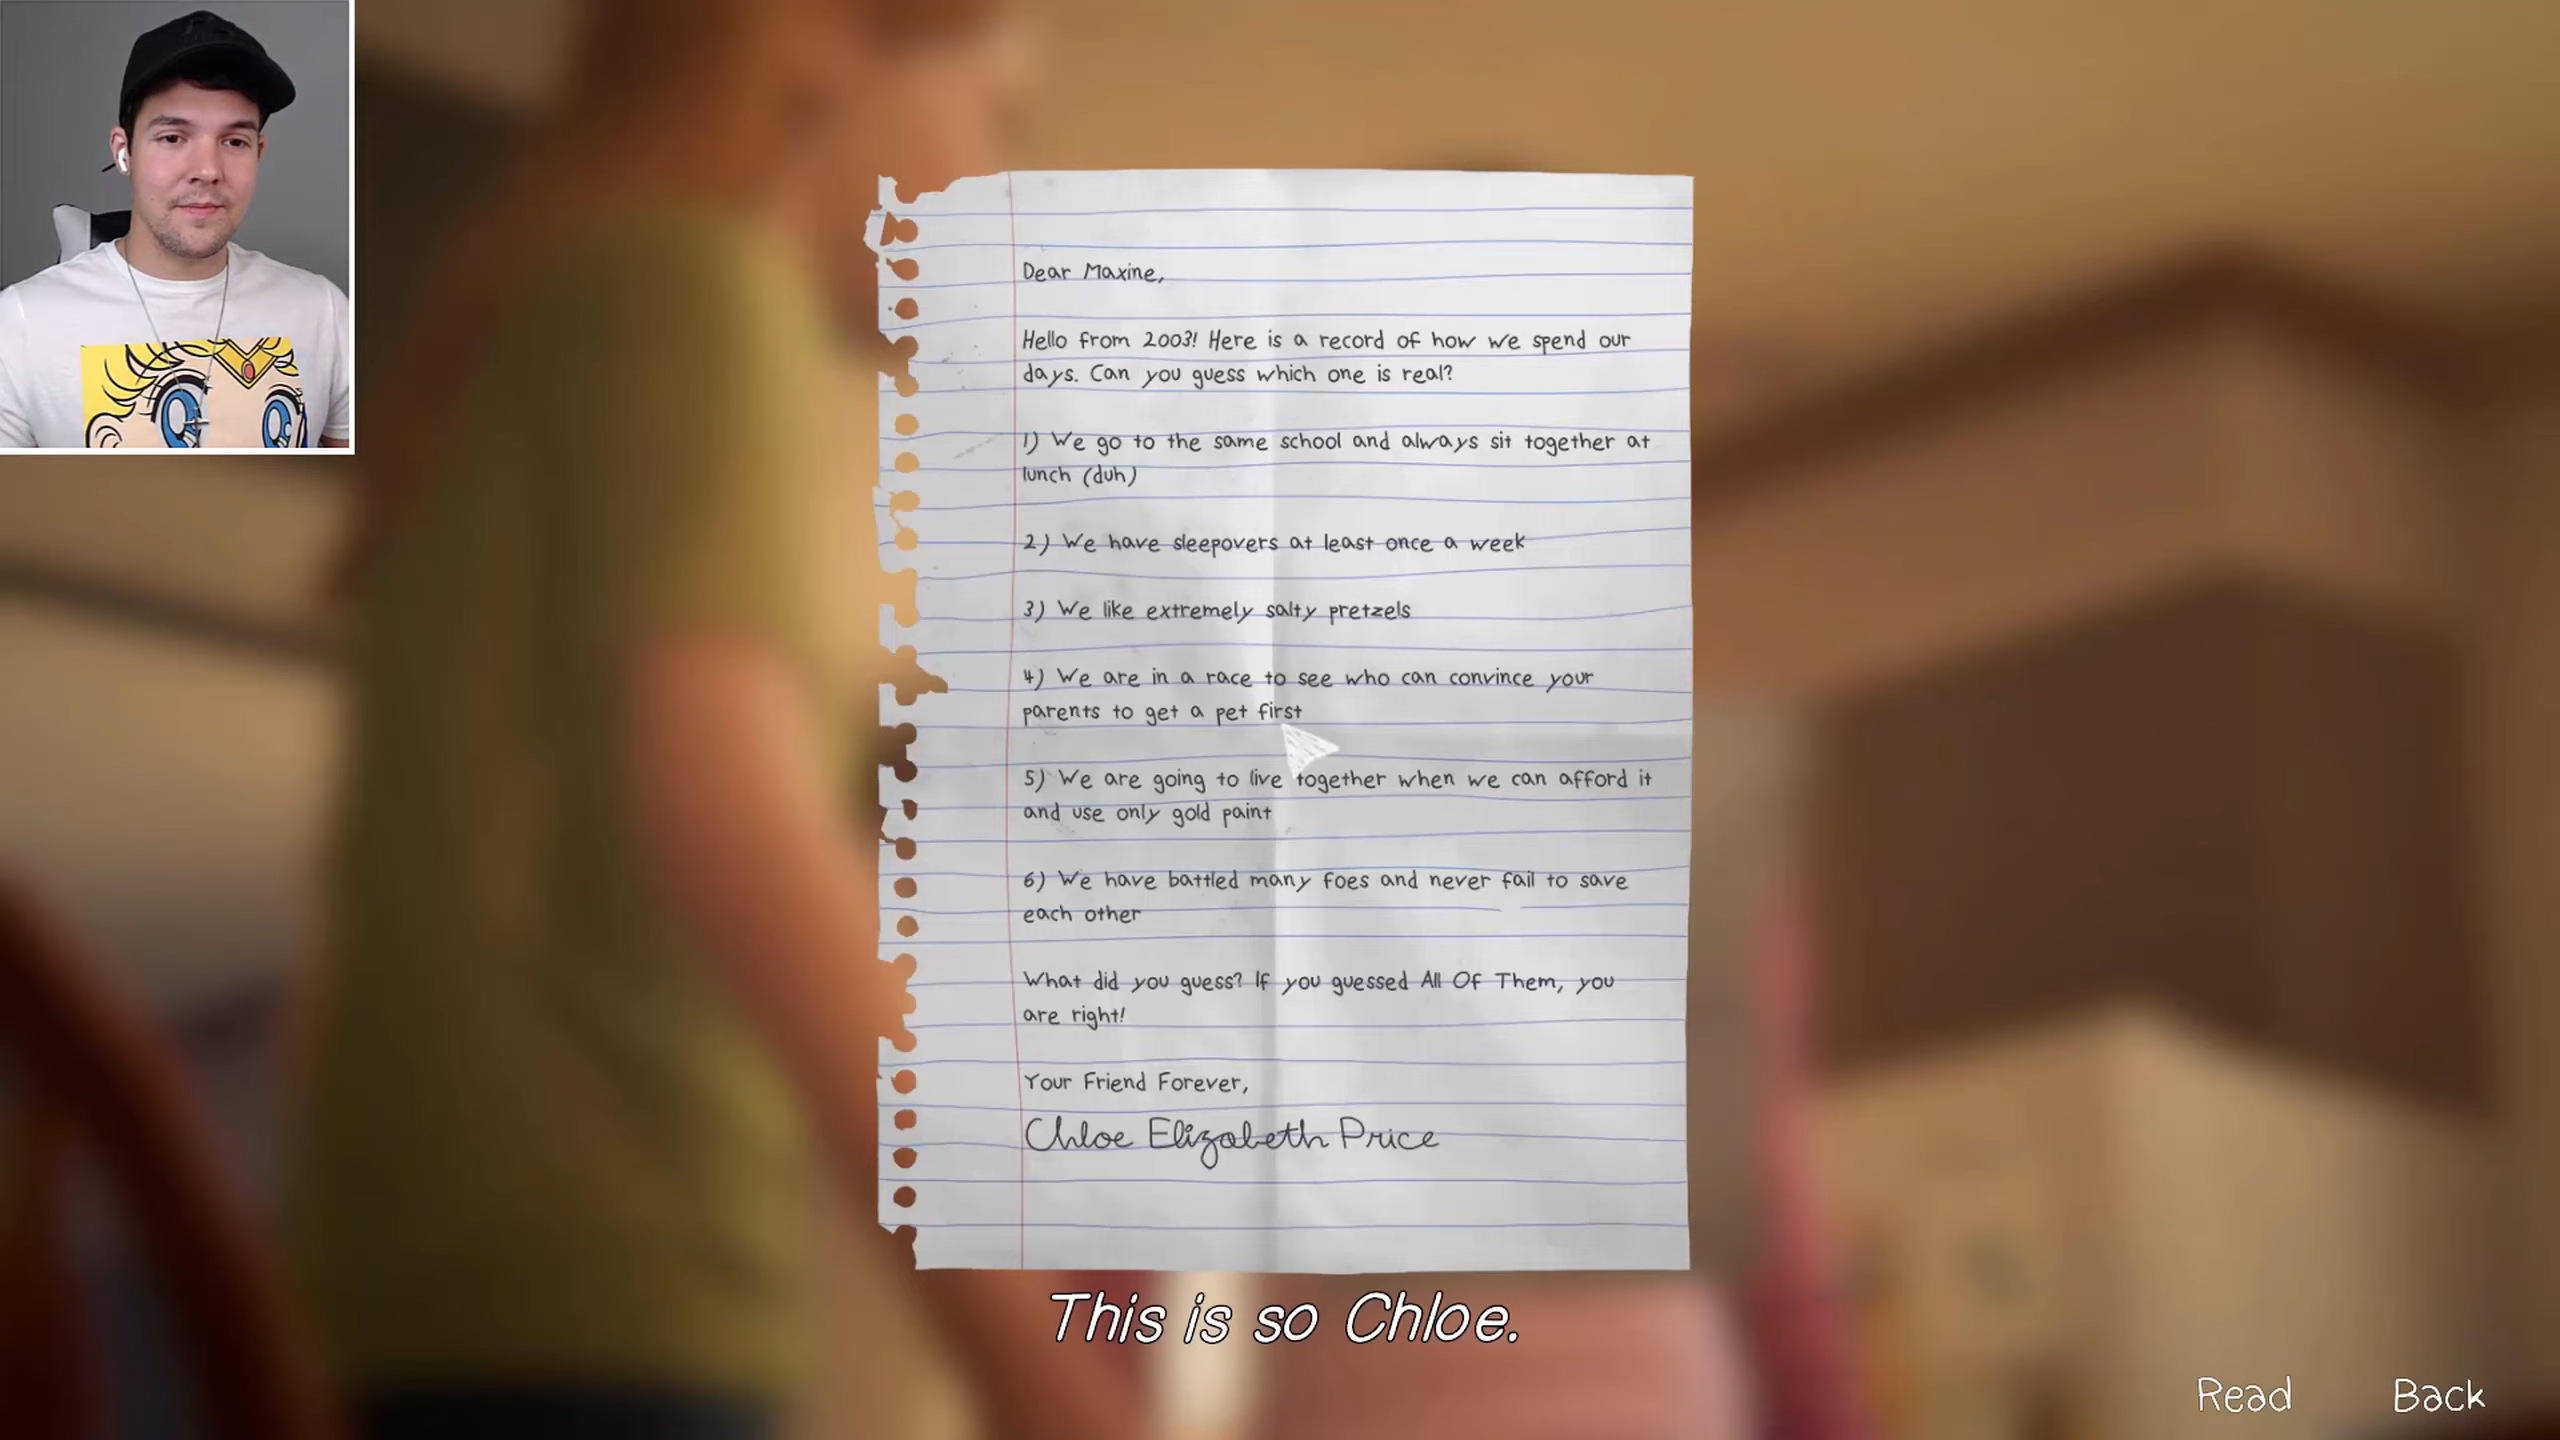 Dear Maxine,
Hello from 2003! Here is a record of how we spend our
days. Can you guess which one is real?
1) We go to the same school and always sit together at
lunch (duh)
2) We have sleepovers at least once a week
3) We like extremely salty pretzels
4) We are in a race to see who can convince your
parents to get a pet first
5) We are going to live together when we can afford it
and use only gold paint
6) We have battled many foes and never fail to save
each other
What did you guess? If you guessed All Of Them, you
are right!
Your Friend Forever,
Chloe Elizabeth Price
This is so Chloe.
Read Back